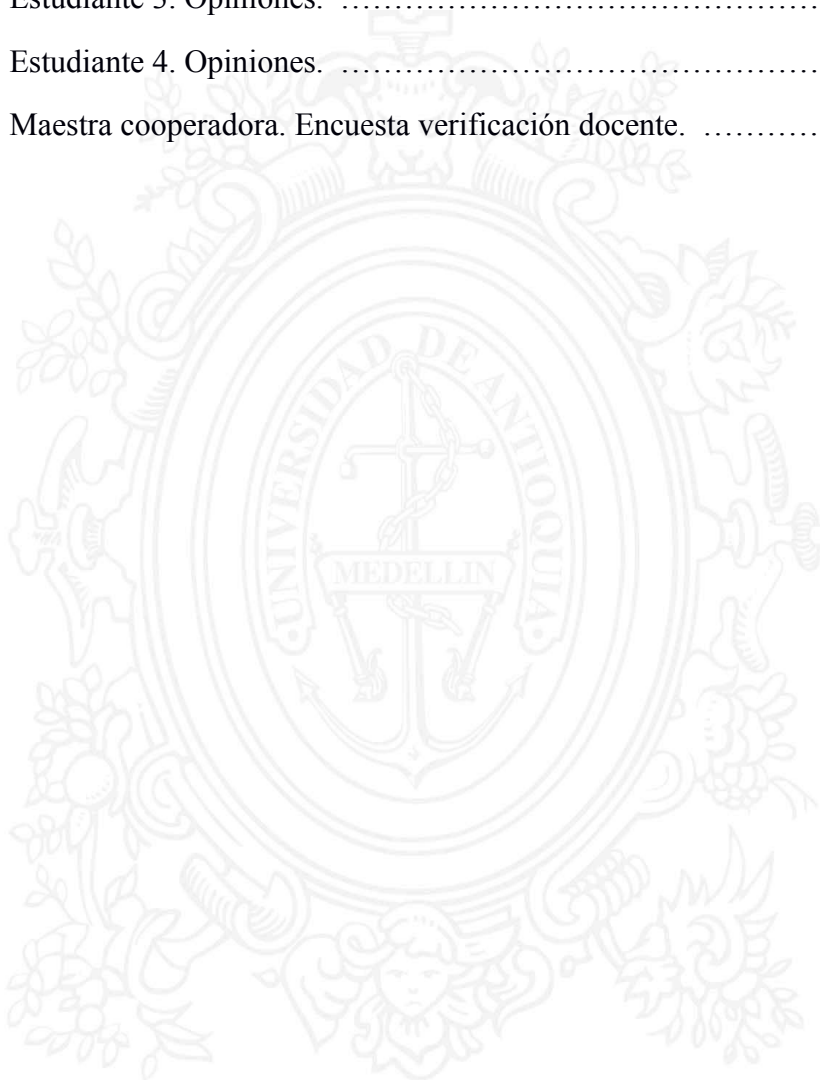 Estudiante 3. Opiniones. ……………………………………
Estudiante 4. Opiniones. ……………………………………
Maestra cooperadora. Encuesta verificación docente. …………
UNIVERSIDAD DE ANTIOQUIA
MEDELLIN